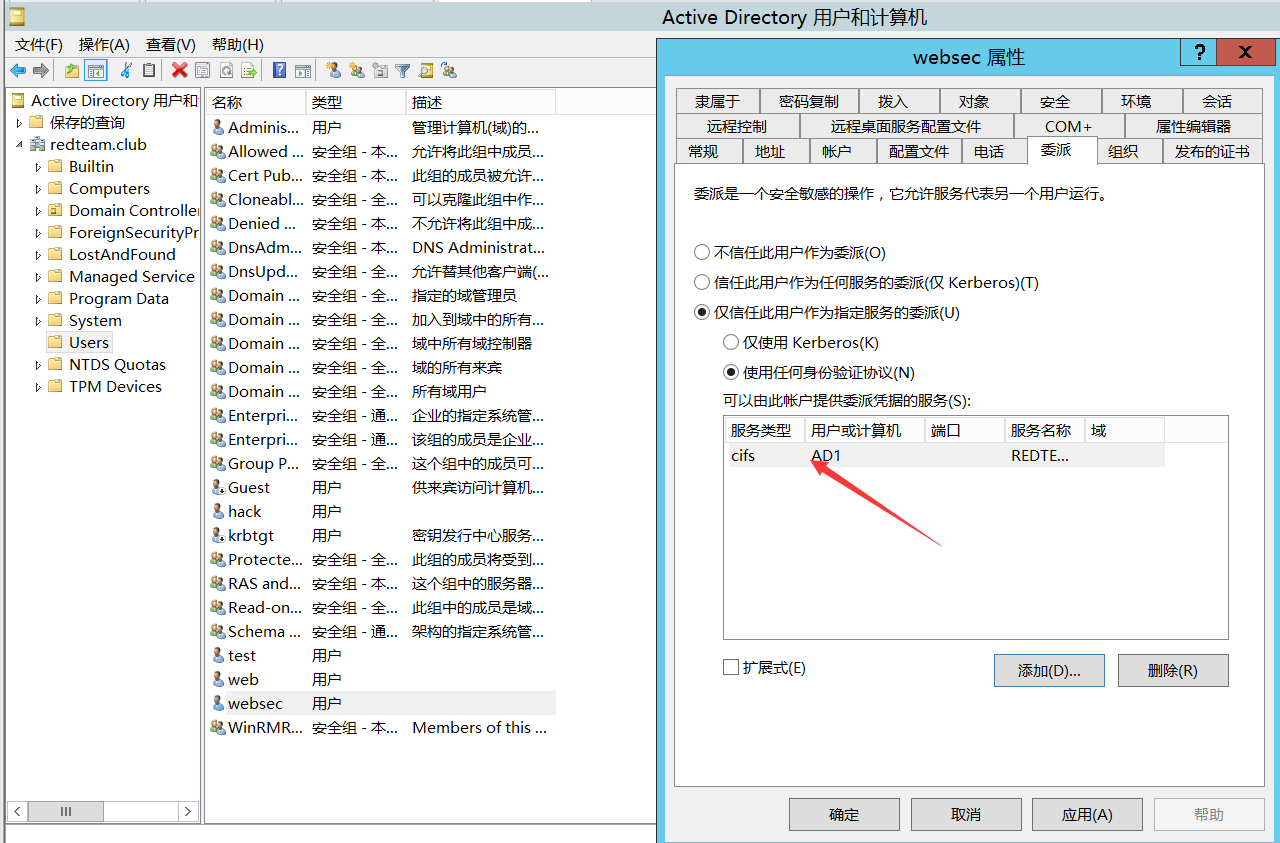 Active Directory 用户和计算机
文件(F) 操作(A) 查看(V) 帮助(H)
Active Directory 用户和
保存的查询
redteam.club
Builtin
Computers
Domain Controller
ForeignSecurityPr
LostAndFound
Managed Service
Program Data
System
Users
NTDS Quotas
TPM Devices
名称 类型 描述
Adminis... 用户 管理计算机(域)的...
Allowed ... 安全组 - 本... 允许将此组中成员...
Cert Pub... 安全组 - 本... 此组的成员被允许...
Cloneabl... 安全组 - 全... 可以克隆此组中作...
Denied ... 安全组 - 本... 不允许将此组中成...
DnsAdm... 安全组 - 本... DNS Administrat...
DnsUpd... 安全组 - 全... 允许替其他客户端(...
Domain ... 安全组 - 全... 指定的域管理员
Domain ... 安全组 - 全... 加入到域中的所有...
Domain ... 安全组 - 全... 域中所有域控制器
Domain ... 安全组 - 全... 域的所有来宾
Domain ... 安全组 - 全... 所有域用户
Enterpri... 安全组 - 通... 企业的指定系统管...
Enterpri... 安全组 - 通... 该组的成员是企业...
Group P... 安全组 - 全... 这个组中的成员可...
Guest 用户 供来宾访问计算机...
hack 用户
krbtgt 用户 密钥发行中心服务...
Protecte... 安全组 - 全... 此组的成员将受到...
RAS and... 安全组 - 本... 这个组中的服务器...
Read-on... 安全组 - 全... 此组中的成员是域...
Schema ... 安全组 - 通... 架构的指定系统管...
test 用户
web 用户
websec 用户
WinRMR... 安全组 - 本... Members of this ...
websec 属性
? X
隶属于 密码复制 拨入 对象 安全 环境 会话
远程控制 远程桌面服务配置文件 COM+ 属性编辑器
常规 地址 帐户 配置文件 电话 委派 组织 发布的证书
委派是一个安全敏感的操作，它允许服务代表另一个用户运行。
不信任此用户作为委派(O)
信任此用户作为任何服务的委派(仅 Kerberos)(T)
仅信任此用户作为指定服务的委派(U)
仅使用 Kerberos(K)
使用任何身份验证协议(N)
可以由此帐户提供委派凭据的服务(S):
服务类型 用户或计算机 端口 服务名称 域
cifs AD1 REDTE...
扩展式(E) 添加(D)... 删除(R)
确定 取消 应用(A) 帮助